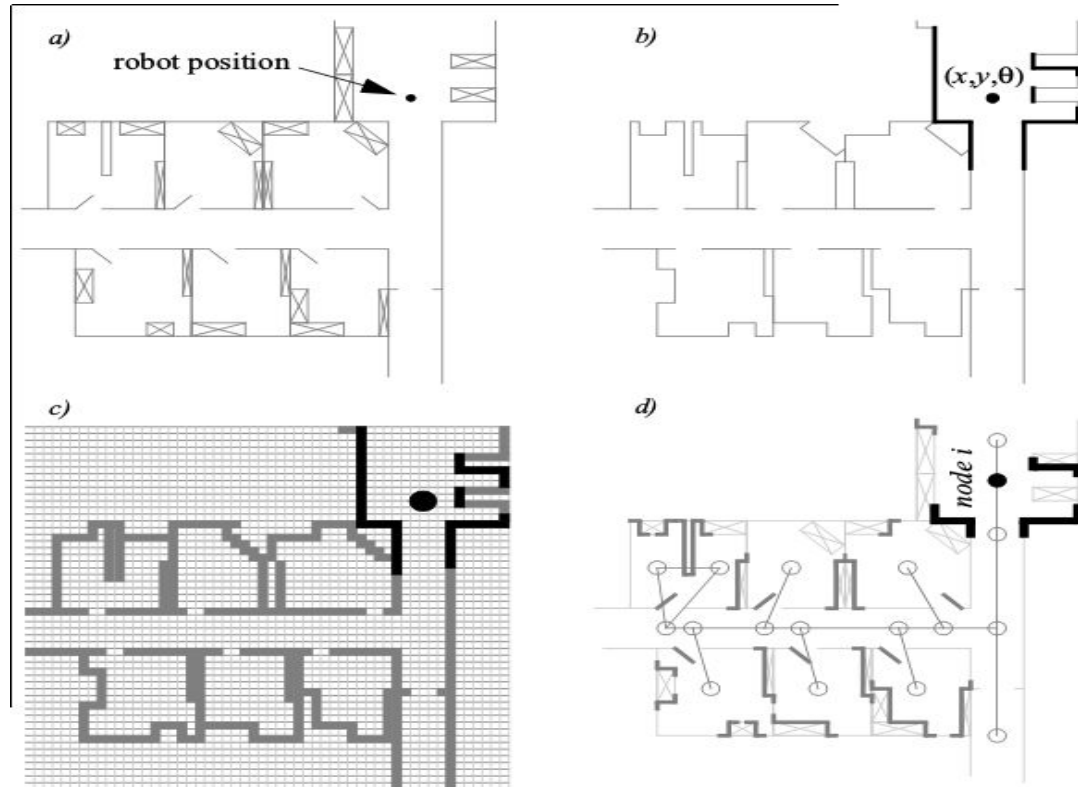 a)
robot position
b)
(x,y,θ)
c)
d)
node i